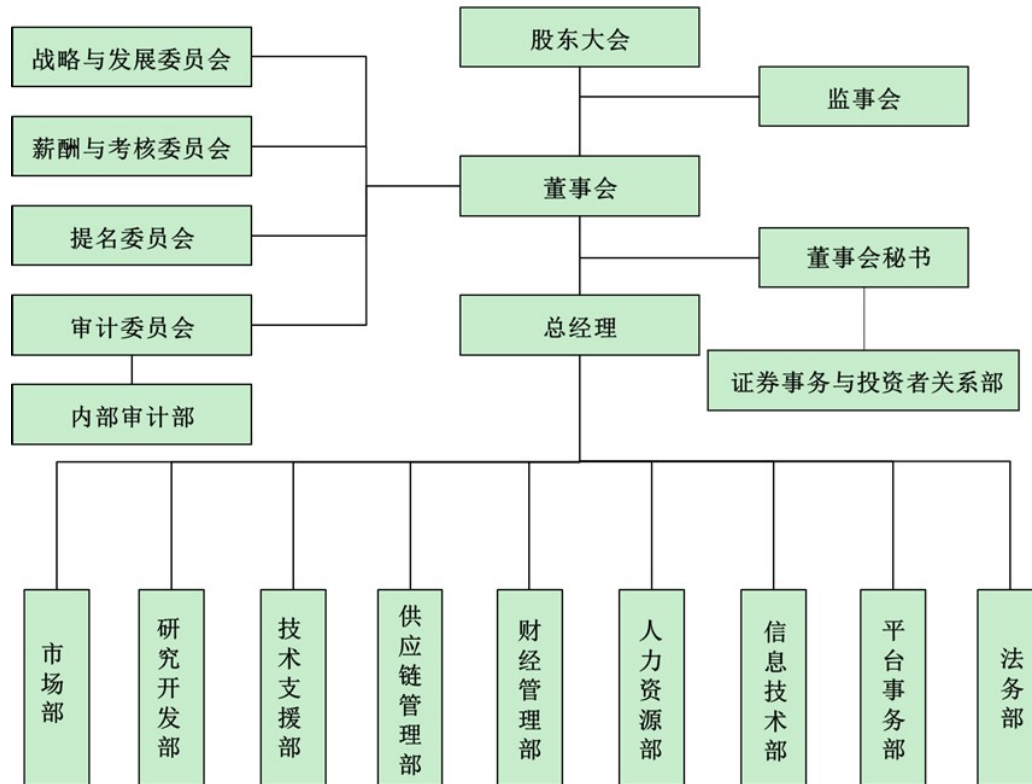 股东大会
战略与发展委员会
监事会
薪酬与考核委员会
董事会
提名委员会
董事会秘书
审计委员会
总经理
证券事务与投资者关系部
内部审计部
市场部
研究开发部
技术支援部
供应链管理部
财经管理部
人力资源部
信息技术部
平台事务部
法务部